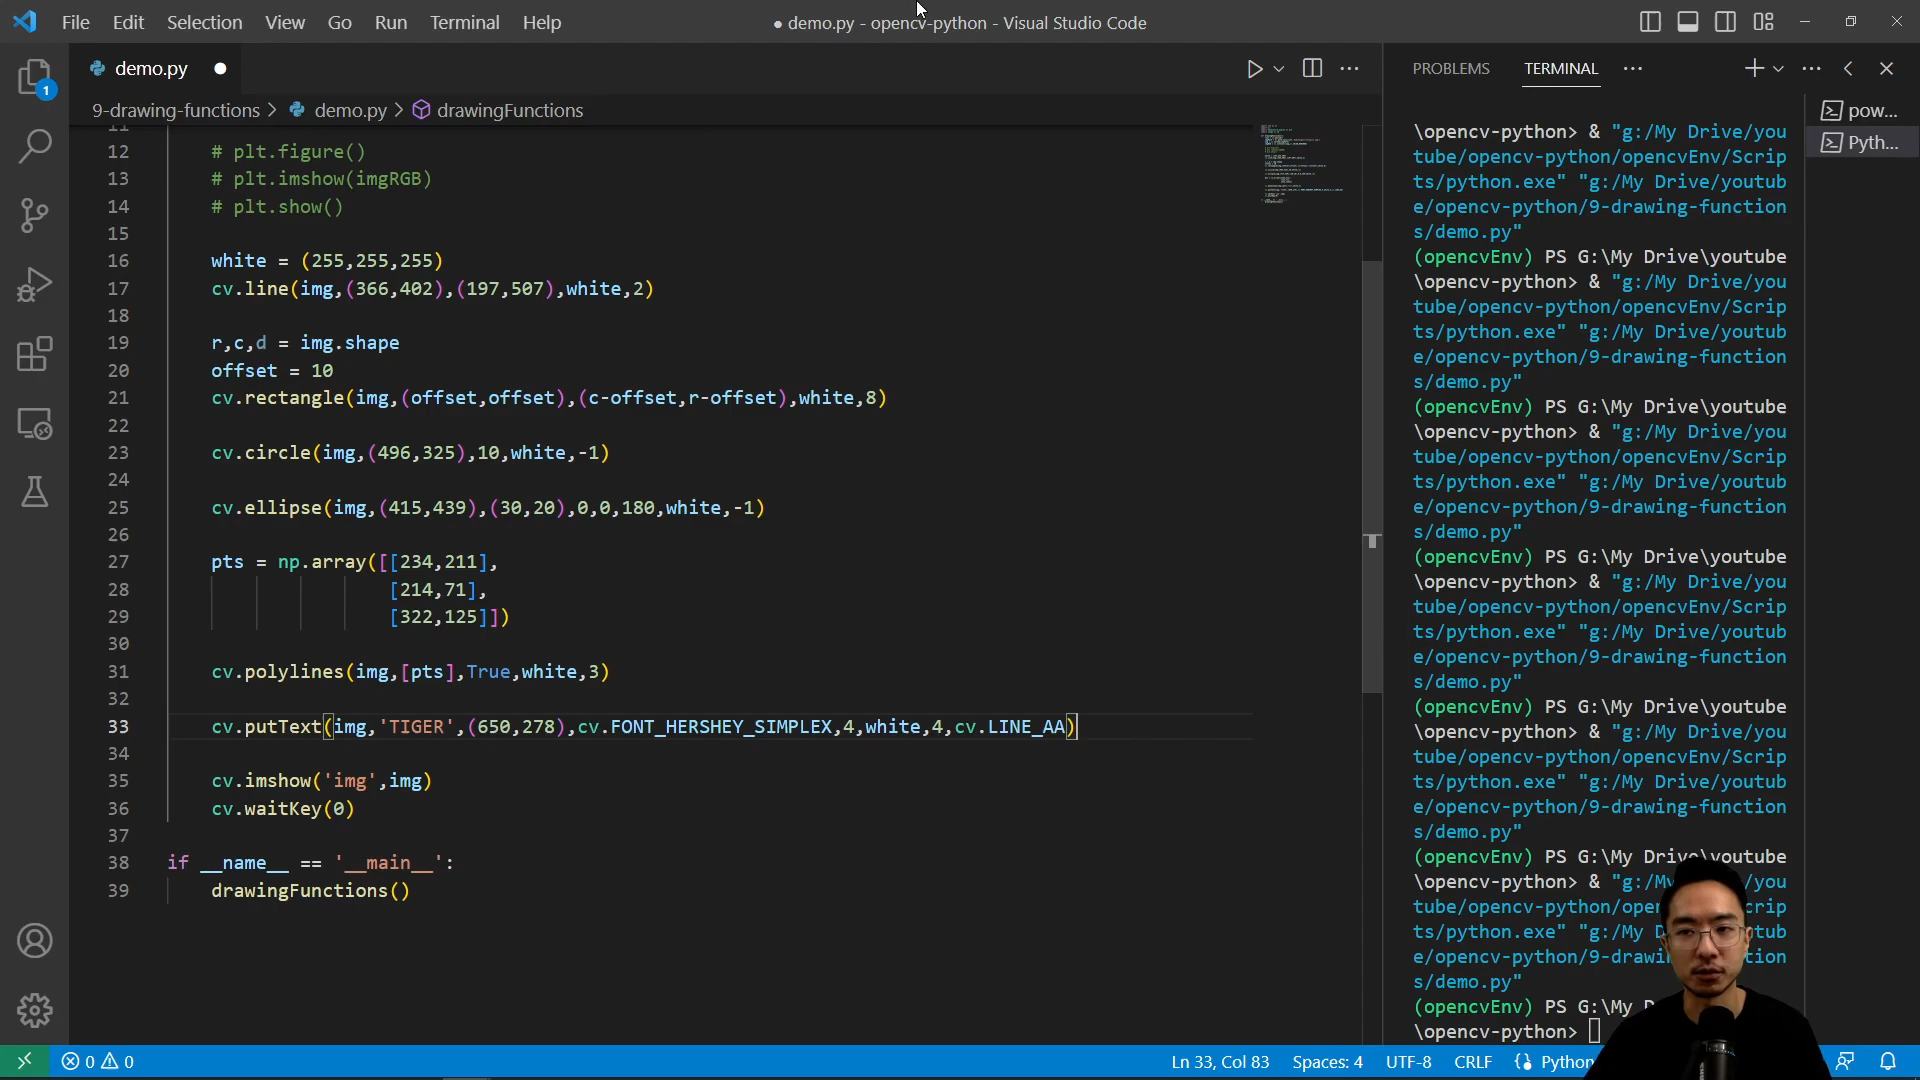 File Edit Selection View Go Run Terminal Help
● demo.py - opencv-python - Visual Studio Code
demo.py
PROBLEMS TERMINAL
9-drawing-functions > demo.py > drawingFunctions
1
11
12 # plt.figure()
13 # plt.imshow(imgRGB)
14 # plt.show()
15
16 white = (255,255,255)
17 cv.line(img,(366,402),(197,507),white,2)
18
19 r,c,d = img.shape
20 offset = 10
21 cv.rectangle(img,(offset,offset),(c-offset,r-offset),white,8)
22
23 cv.circle(img,(496,325),10,white,-1)
24
25 cv.ellipse(img,(415,439),(30,20),0,0,180,white,-1)
26
27 pts = np.array([[234,211],
28 [214,71],
29 [322,125]])
30
31 cv.polylines(img,[pts],True,white,3)
32
33 cv.putText(img,'TIGER',(650,278),cv.FONT_HERSHEY_SIMPLEX,4,white,4,cv.LINE_AA)
34
35 cv.imshow('img',img)
36 cv.waitKey(0)
37
38 if __name__ == '__main__':
39 drawingFunctions()
\opencv-python> & "g:/My Drive/you
tube/opencv-python/opencvEnv/Scrip
ts/python.exe" "g:/My Drive/youtub
e/opencv-python/9-drawing-function
s/demo.py"
(opencvEnv) PS G:\My Drive\youtube
\opencv-python> & "g:/My Drive/you
tube/opencv-python/opencvEnv/Scrip
ts/python.exe" "g:/My Drive/youtub
e/opencv-python/9-drawing-function
s/demo.py"
(opencvEnv) PS G:\My Drive\youtube
\opencv-python> & "g:/My Drive/you
tube/opencv-python/opencvEnv/Scrip
ts/python.exe" "g:/My Drive/youtub
e/opencv-python/9-drawing-function
s/demo.py"
(opencvEnv) PS G:\My Drive\youtube
\opencv-python> & "g:/My Drive/you
tube/opencv-python/opencvEnv/Scrip
ts/python.exe" "g:/My Drive/youtub
e/opencv-python/9-drawing-function
s/demo.py"
(opencvEnv) PS G:\My Drive\youtube
\opencv-python> & "g:/My Drive/you
tube/opencv-python/opencvEnv/Scrip
ts/python.exe" "g:/My Drive/youtub
e/opencv-python/9-drawing-function
s/demo.py"
(opencvEnv) PS G:\My Drive\youtube
\opencv-python> & "g:/M /you
tube/opencv-python/ope crip
ts/python.exe" "g:/My tub
e/opencv-python/9-drawi tion
s/demo.py"
(opencvEnv) PS G:\My
\opencv-python>
pow...
Pyth...
0 0
Ln 33, Col 83 Spaces: 4 UTF-8 CRLF Python